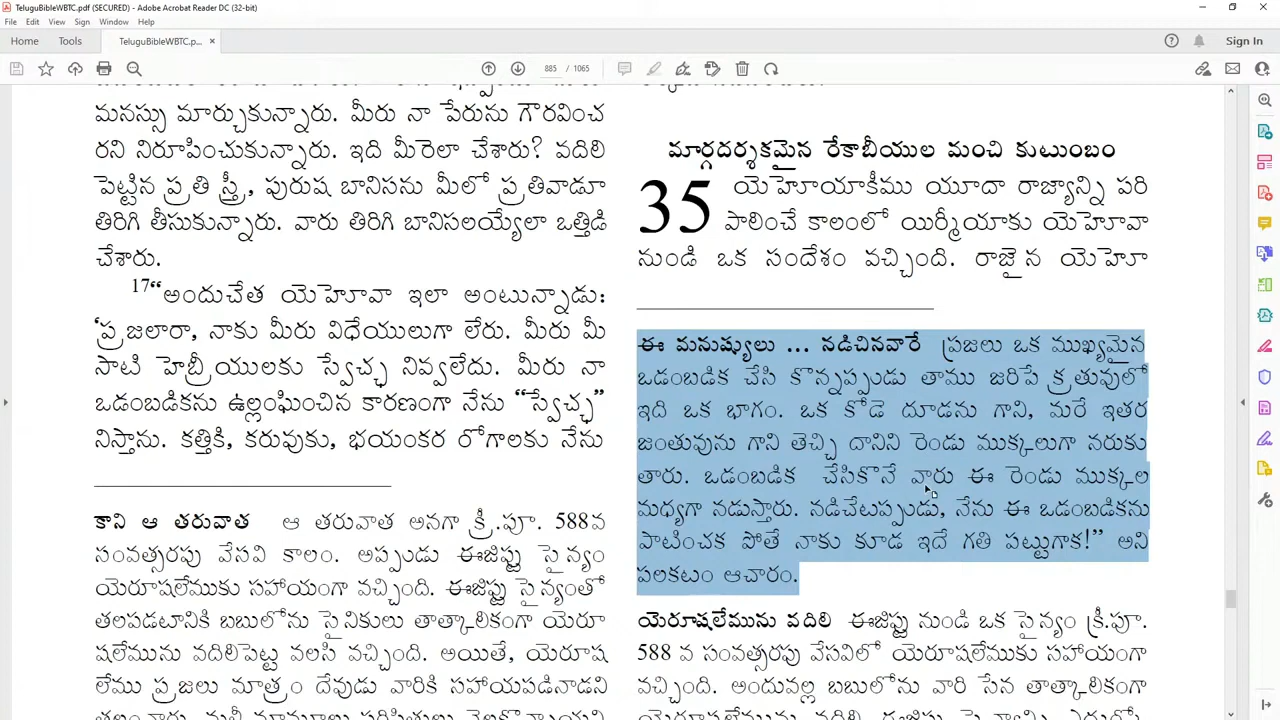 TeluguBibleWBTC.pdf (SECURED) - Adobe Acrobat Reader DC (32-bit)
File Edit View Sign Window Help
Home Tools TeluguBibleWBTC.p... × Sign In
885 / 1065
మనస్సు మార్చుకున్నారు. మీరు నా పేరును గౌరవించ
రని నిరూపించుకున్నారు. ఇది మీరెలా చేశారు? వదిలి
పెట్టిన ప్రతి స్త్రీ, పురుష బానిసను మీలో ప్రతివాడూ
తిరిగి తీసుకున్నారు. వారు తిరిగి బానిసలయ్యేలా ఒత్తిడి
చేశారు.
17“అందుచేత యెహూవా ఇలా అంటున్నాడు:
‘ప్రజలారా, నాకు మీరు విధేయులుగా లేరు. మీరు మీ
సాటి హెబ్రీయులకు స్వేచ్ఛ నివ్వలేదు. మీరు నా
ఒడంబడికను ఉల్లంఘించిన కారణంగా నేను “స్వేచ్ఛ”
నిస్తాను. కత్తికి, కరువుకు, భయంకర రోగాలకు నేను
కాని ఆ తరువాత ఆ తరువాత అనగా క్రీ.పూ. 588వ
సంవత్సరపు వేసవి కాలం. అప్పుడు ఈజిప్టు సైన్యం
యెరూషలేముకు సహాయంగా వచ్చింది. ఈజిప్టు సైన్యంతో
తలపడటానికి బబులోను సైనికులు తాత్కాలికంగా యెరూ
షలేమును వదిలిపెట్ట వలసి వచ్చింది. అయితే, యెరూష
లేము ప్రజలు మాత్రం దేవుడు వారికి సహాయపడినాడని
మార్గదర్శకమైన రేకాబీయుల మంచి కుటుంబం
35 యెహూయాకీము యూదా రాజ్యాన్ని పరి
పాలించే కాలంలో యిర్మీయాకు యెహూవా
నుండి ఒక సందేశం వచ్చింది. రాజైన యెహూ
ఈ మనుష్యులు ... నడిచినవారే ప్రజలు ఒక ముఖ్యమైన
ఒడంబడిక చేసి కొన్నప్పుడు తాము జరిపే క్రతువులో
ఇది ఒక భాగం. ఒక కోడె దూడను గాని, మరే ఇతర
జంతువును గాని తెచ్చి దానిని రెండు ముక్కలుగా నరుకు
తారు. ఒడంబడిక చేసికొనే వారు ఈ రెండు ముక్కల
మధ్యగా నడుస్తారు. నడిచేటప్పుడు, నేను ఈ ఒడంబడికను
పాటించక పోతే నాకు కూడ ఇదే గతి పట్టుగాక!” అని
పలకటం ఆచారం.
యెరూషలేమును వదిలి ఈజిప్టు నుండి ఒక సైన్యం క్రీ.పూ.
588 వ సంవత్సరపు వేసవిలో యెరూషలేముకు సహాయంగా
వచ్చింది. అందువల్ల బబులోను వారి సేన తాత్కాలికంగా